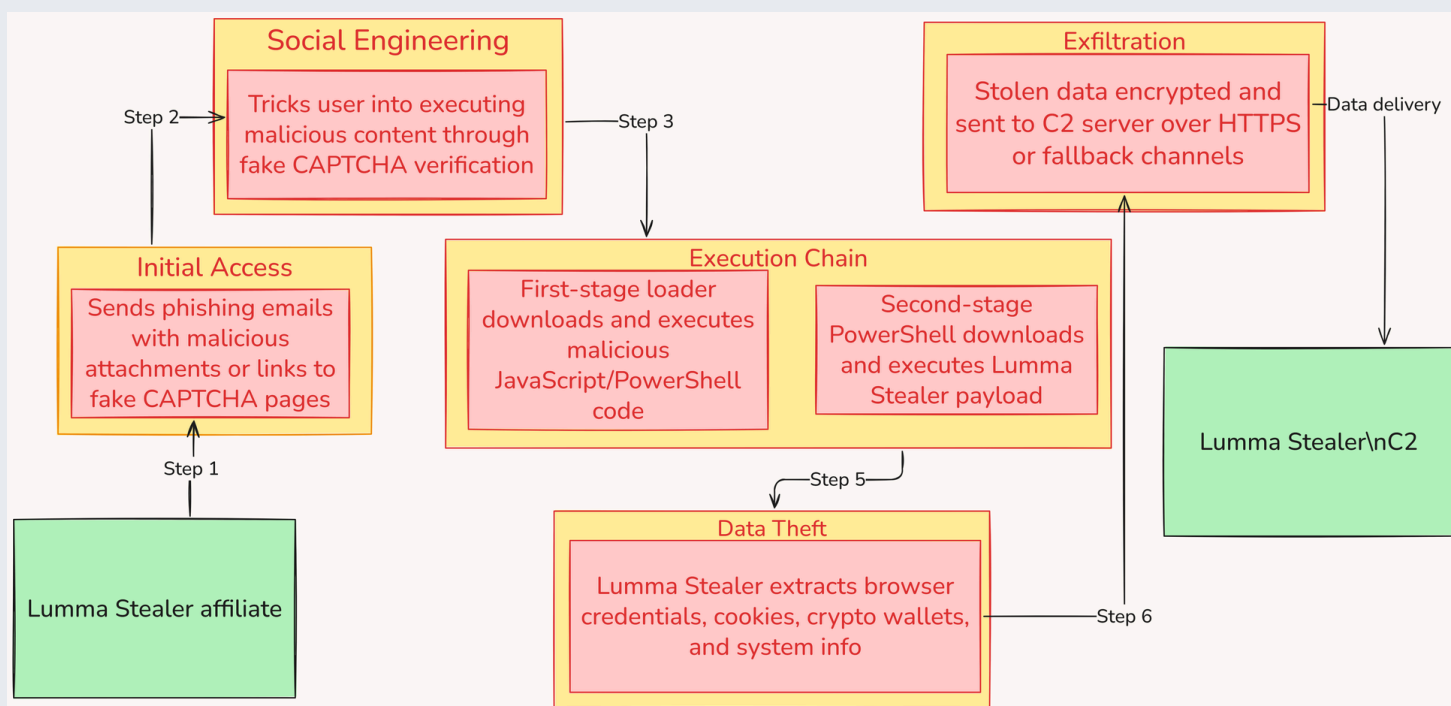 Social Engineering
Tricks user into executing
malicious content through
fake CAPTCHA verification
Step 2
Step 3
Exfiltration
Stolen data encrypted and
sent to C2 server over HTTPS
or fallback channels
Data delivery
Initial Access
Sends phishing emails
with malicious
attachments or links to
fake CAPTCHA pages
Execution Chain
First-stage loader
downloads and executes
malicious
JavaScript/PowerShell
code
Second-stage
PowerShell downloads
and executes Lumma
Stealer payload
Step 1
Step 5
Lumma Stealer\nC2
Lumma Stealer affiliate
Data Theft
Lumma Stealer extracts browser
credentials, cookies, crypto wallets,
and system info
Step 6